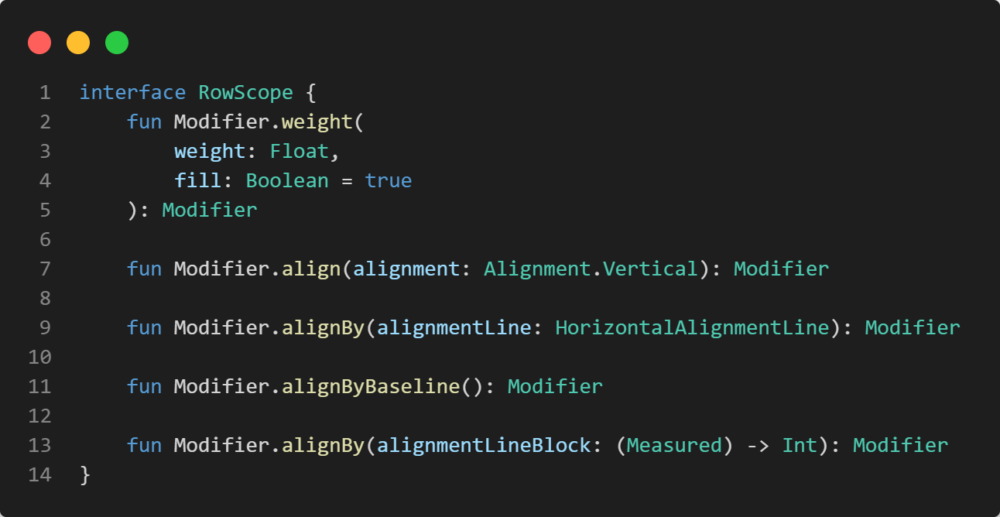 1 interface RowScope {
2     fun Modifier.weight(
3         weight: Float,
4         fill: Boolean = true
5     ): Modifier
6
7     fun Modifier.align(alignment: Alignment.Vertical): Modifier
8
9     fun Modifier.alignBy(alignmentLine: HorizontalAlignmentLine): Modifier
10
11     fun Modifier.alignByBaseline(): Modifier
12
13     fun Modifier.alignBy(alignmentLineBlock: (Measured) -> Int): Modifier
14 }